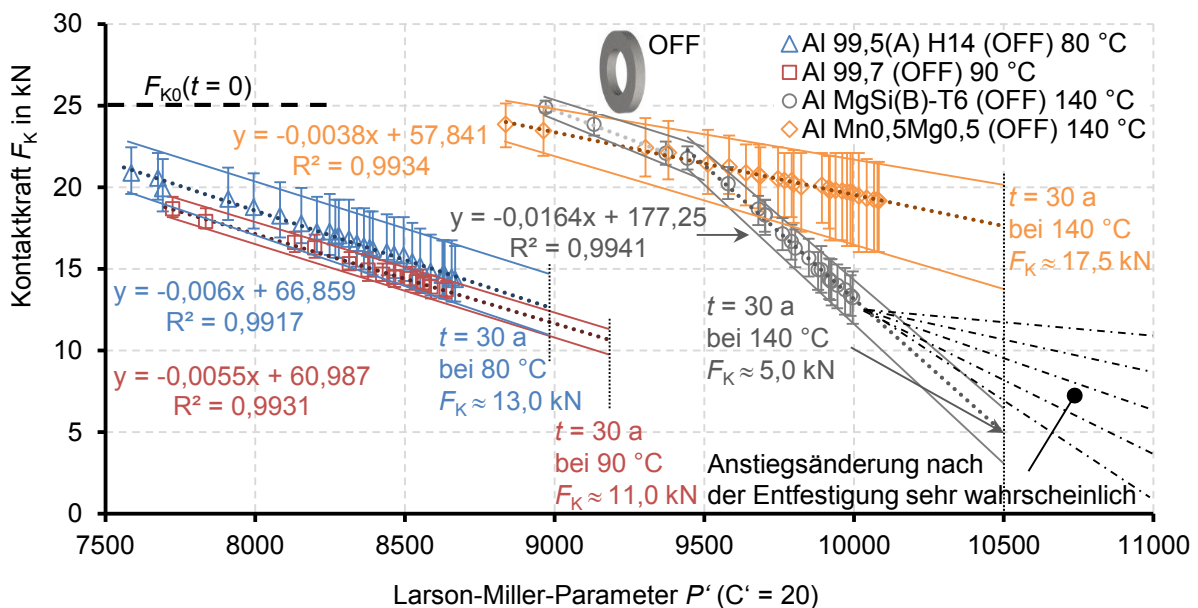 Kontaktkraft F_K in kN
30
25
20
15
10
5
0
7500
8000
8500
9000
9500
10000
10500
11000
Larson-Miller-Parameter P‘ (C‘ = 20)
OFF
Al 99,5(A) H14 (OFF) 80 °C
Al 99,7 (OFF) 90 °C
Al MgSi(B)-T6 (OFF) 140 °C
Al Mn0,5Mg0,5 (OFF) 140 °C
F_K0(t = 0)
y = -0,0038x + 57,841
R² = 0,9934
y = -0,0164x + 177,25
R² = 0,9941
y = -0,006x + 66,859
R² = 0,9917
y = -0,0055x + 60,987
R² = 0,9931
t = 30 a
bei 80 °C
F_K ≈ 13,0 kN
t = 30 a
bei 90 °C
F_K ≈ 11,0 kN
t = 30 a
bei 140 °C
F_K ≈ 5,0 kN
t = 30 a
bei 140 °C
F_K ≈ 17,5 kN
Anstiegsänderung nach
der Entfestigung sehr wahrscheinlich